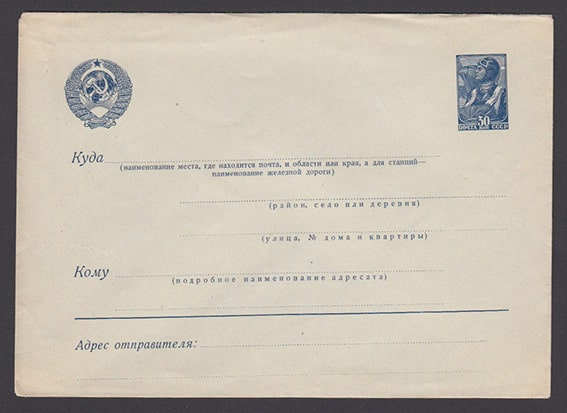 30
ПОЧТА КОП СССР
Куда
(наименование места, где находится почта, и области или края, а для станций—
наименование железной дороги)
(район, село или деревня)
(улица, № дома и квартиры)
Кому
(подробное наименование адресата)
Адрес отправителя: